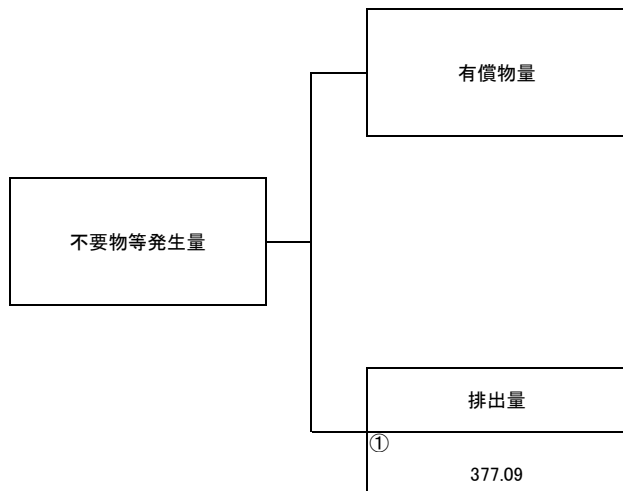 有償物量
不要物等発生量
排出量
①
377.09